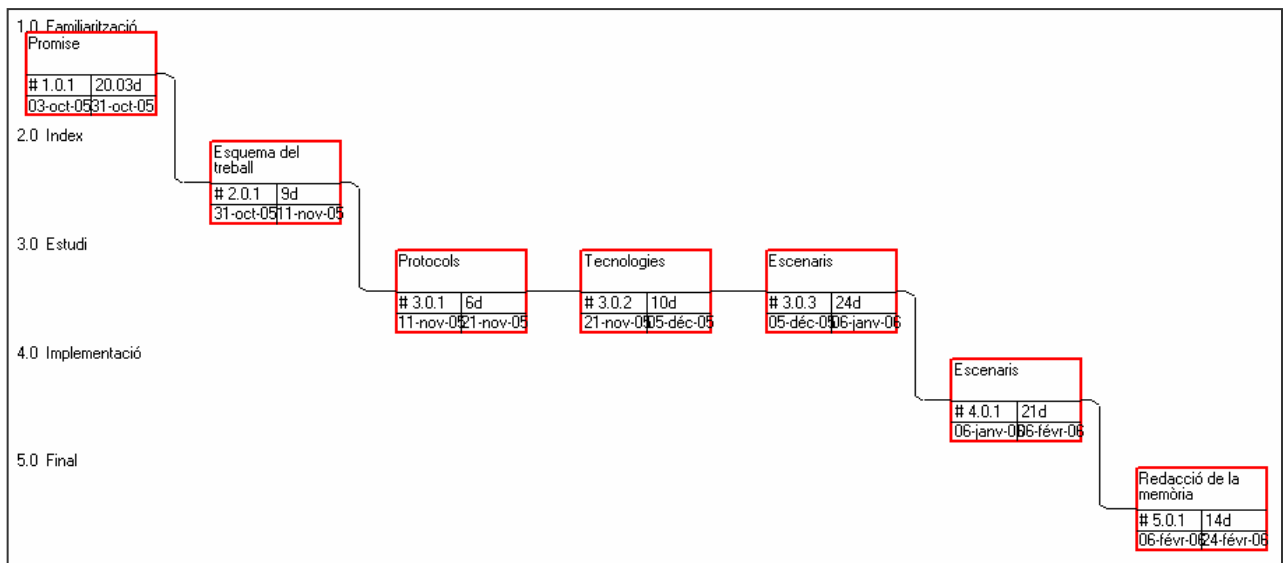 1.0 Familiarització
Promise
# 1.0.1 20.03d
03-oct-05 31-oct-05
2.0 Index
Esquema del
treball
# 2.0.1 9d
31-oct-05 11-nov-05
3.0 Estudi
Protocols
# 3.0.1 6d
11-nov-05 21-nov-05
Tecnologies
# 3.0.2 10d
21-nov-05 05-déc-05
Escenaris
# 3.0.3 24d
05-déc-05 06-janv-06
4.0 Implementació
Escenaris
# 4.0.1 21d
06-janv-06 06-févr-06
5.0 Final
Redacció de la
memòria
# 5.0.1 14d
06-févr-06 24-févr-06